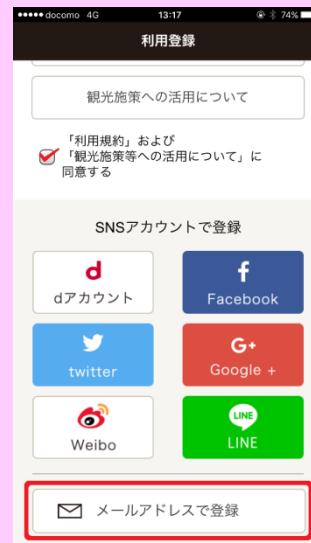 docomo 4G 13:17 74%
利用登録
観光施策への活用について
「利用規約」および
「観光施策等への活用について」に
同意する
SNSアカウントで登録
d
dアカウント
f
Facebook
twitter
G+
Google +
Weibo
LINE
LINE
メールアドレスで登録